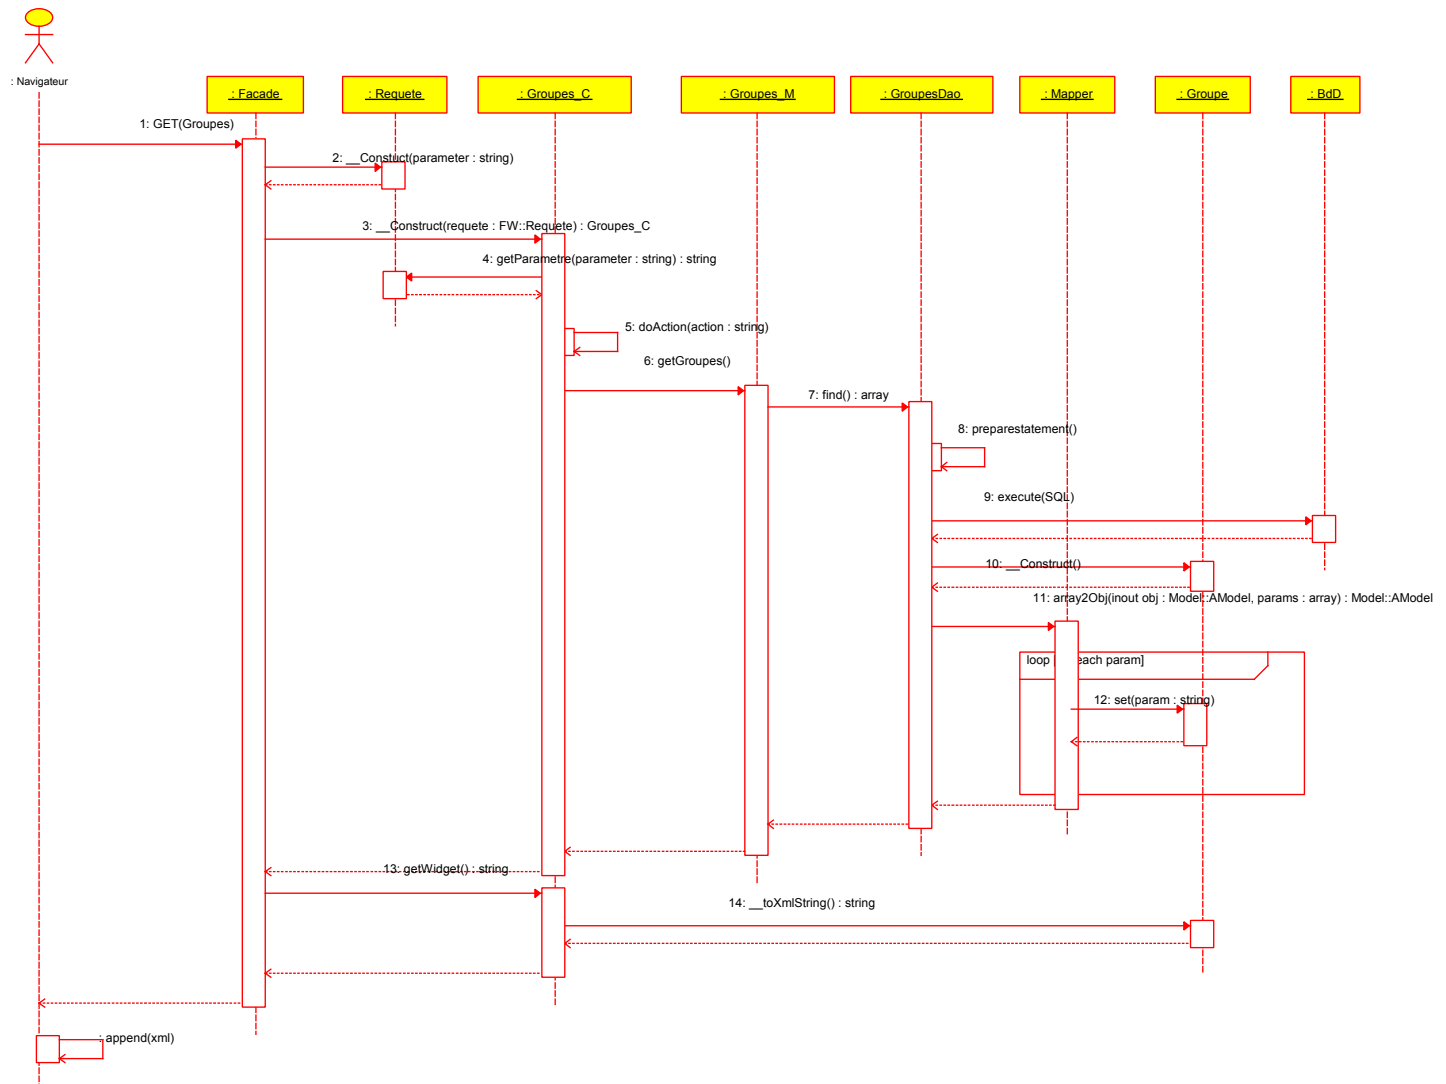 : Navigateur
: Facade
: Requete
: Groupes_C
: Groupes_M
: GroupesDao
: Mapper
: Groupe
: BdD
1: GET(Groupes)
2: __Constuct(parameter : string)
3: __Construct(requete : FW::Requete) : Groupes_C
4: getParametre(parameter : string) : string
5: doAction(action : string)
6: getGroupes()
7: find() : array
8: preparestatement()
9: execute(SQL)
10: __Construct()
11: array2Obj(inout obj : Model::AModel, params : array) : Model::AModel
loop [ each param]
12: set(param : string)
13: getWidget() : string
14: __toXmlString() : string
: append(xml)